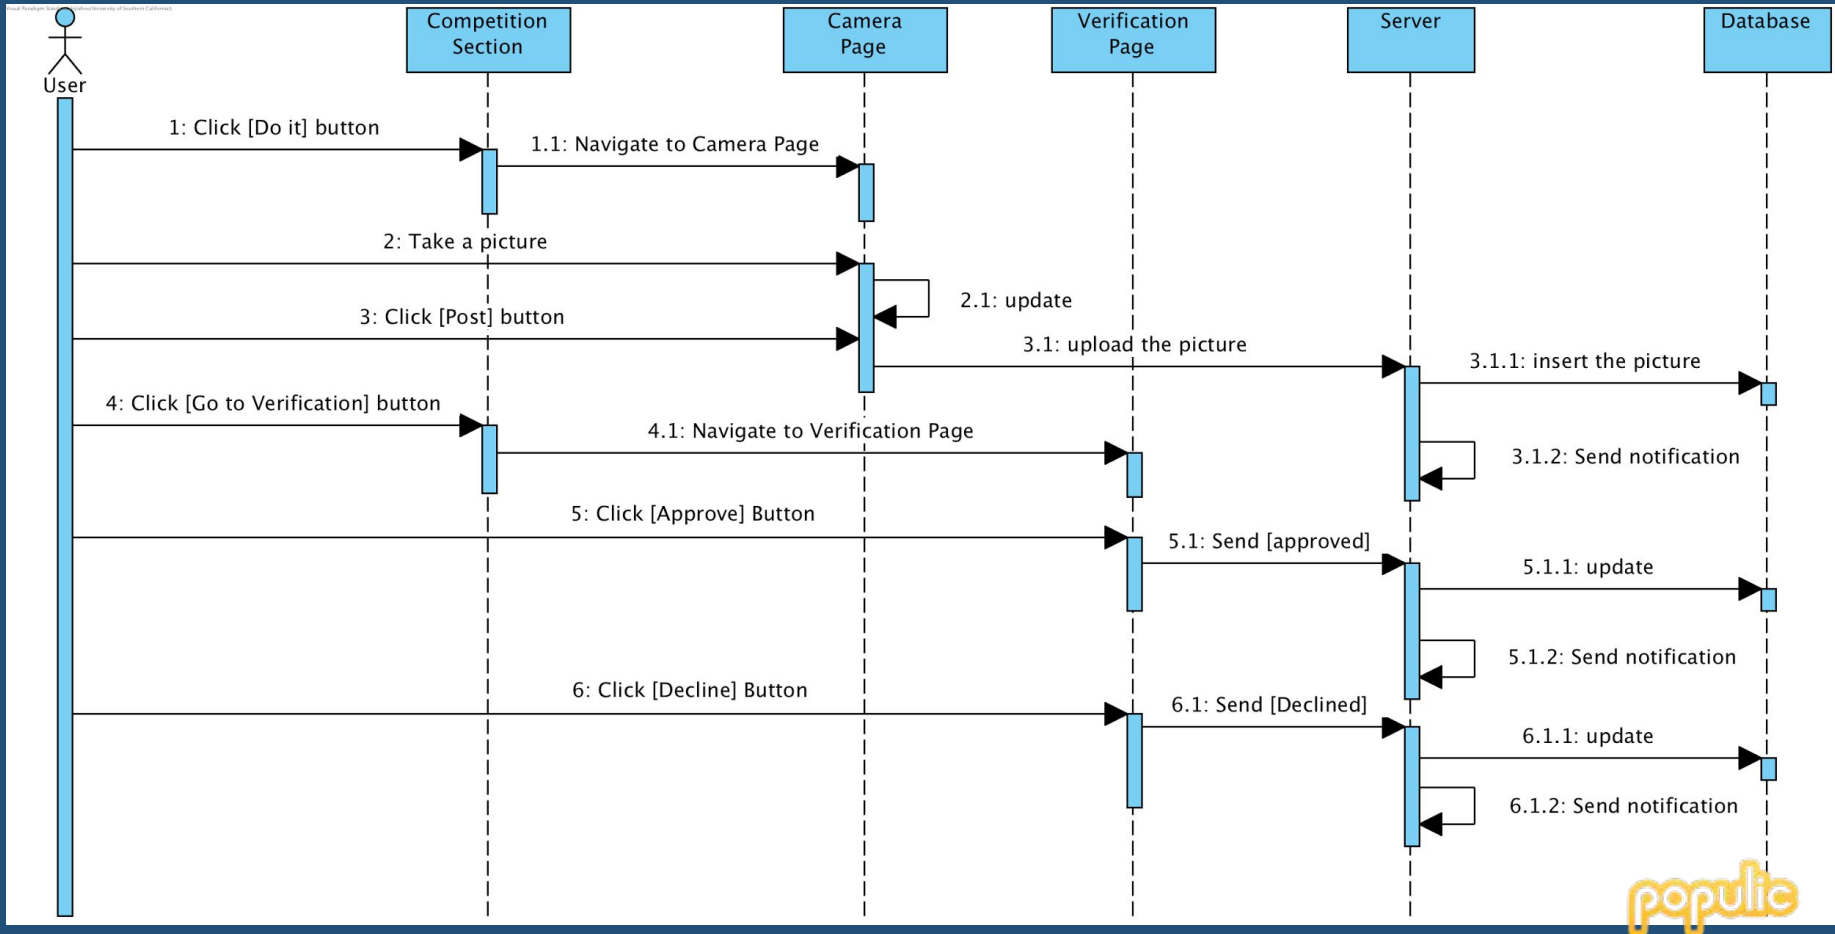 Competition
Section
Camera
Page
Verification
Page
Server
Database
User
1: Click [Do it] button
1.1: Navigate to Camera Page
2: Take a picture
2.1: update
3: Click [Post] button
3.1: upload the picture
3.1.1: insert the picture
4: Click [Go to Verification] button
4.1: Navigate to Verification Page
3.1.2: Send notification
5: Click [Approve] Button
5.1: Send [approved]
5.1.1: update
5.1.2: Send notification
6: Click [Decline] Button
6.1: Send [Declined]
6.1.1: update
6.1.2: Send notification
populic